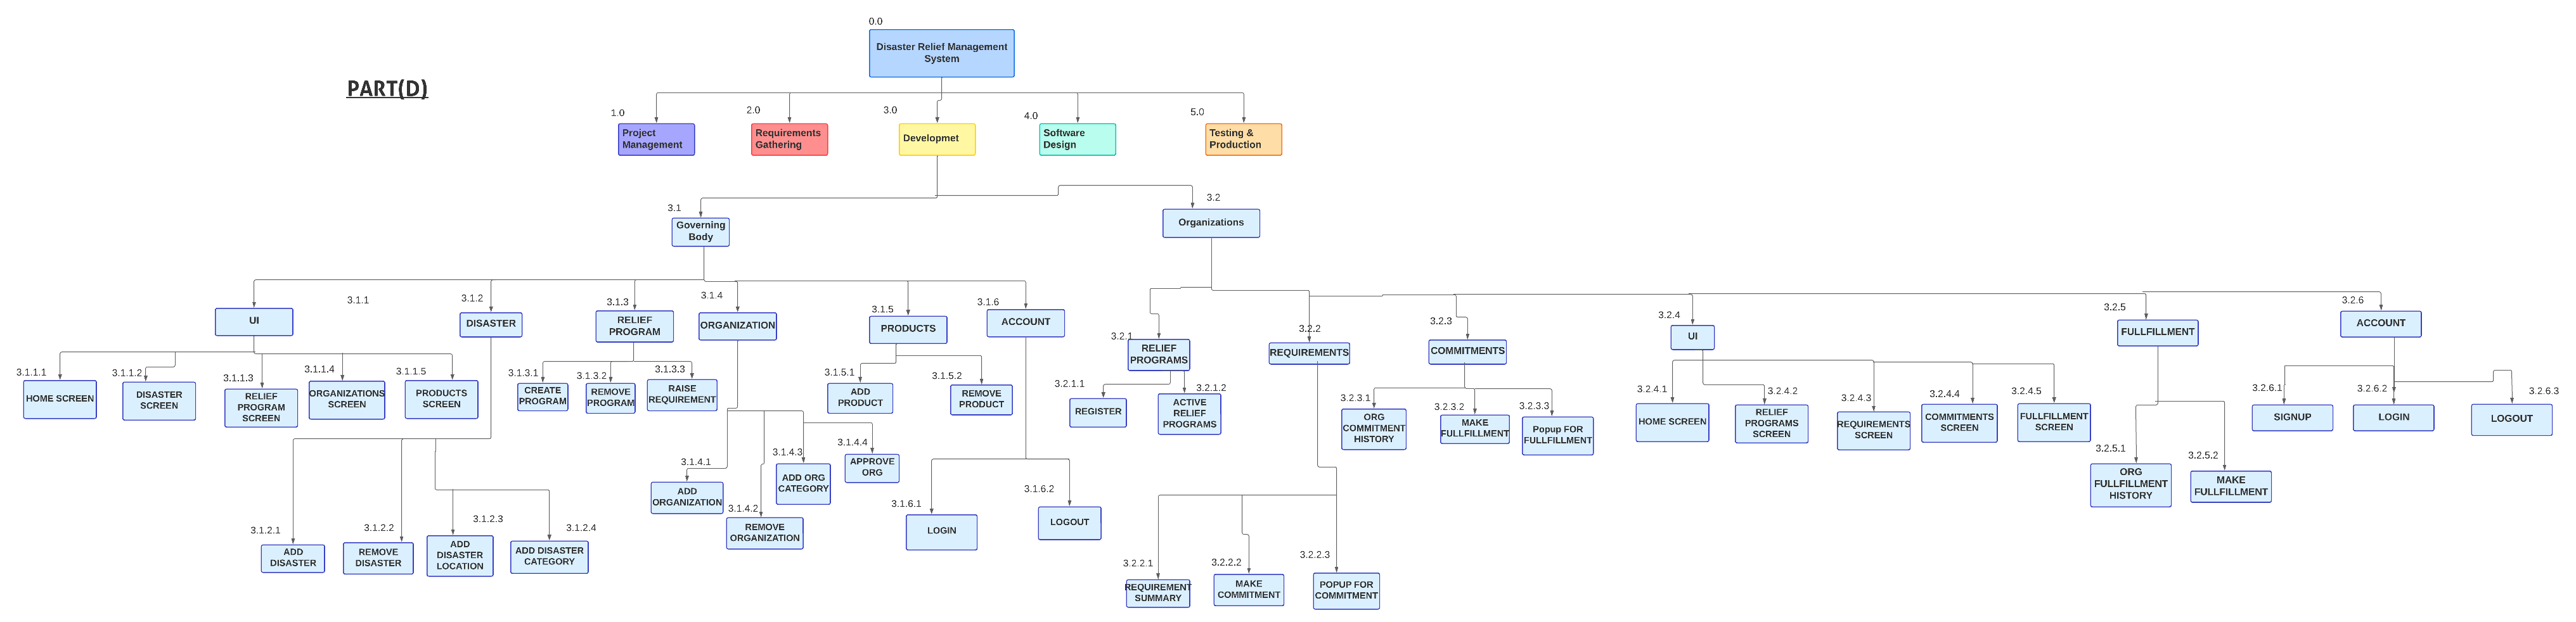 0.0
Disaster Relief Management
System
PART(D)
1.0
Project
Management
2.0
Requirements
Gathering
3.0
Developmet
4.0
Software
Design
5.0
Testing &
Production
3.1
Governing
Body
3.2
Organizations
3.1.1
UI
3.1.2
DISASTER
3.1.3
RELIEF
PROGRAM
3.1.4
ORGANIZATION
3.1.5
PRODUCTS
3.1.6
ACCOUNT
3.2.1
RELIEF
PROGRAMS
3.2.2
REQUIREMENTS
3.2.3
COMMITMENTS
3.2.4
UI
3.2.5
FULLFILLMENT
3.2.6
ACCOUNT
3.1.1.1
HOME SCREEN
3.1.1.2
DISASTER
SCREEN
3.1.1.3
RELIEF
PROGRAM
SCREEN
3.1.1.4
ORGANIZATIONS
SCREEN
3.1.1.5
PRODUCTS
SCREEN
3.1.3.1
CREATE
PROGRAM
3.1.3.2
REMOVE
PROGRAM
3.1.3.3
RAISE
REQUIREMENT
3.1.5.1
ADD
PRODUCT
3.1.5.2
REMOVE
PRODUCT
3.2.1.1
REGISTER
3.2.1.2
ACTIVE
RELIEF
PROGRAMS
3.2.3.1
ORG
COMMITMENT
HISTORY
3.2.3.2
MAKE
FULLFILLMENT
3.2.3.3
Popup FOR
FULLFILLMENT
3.2.4.1
HOME SCREEN
3.2.4.2
RELIEF
PROGRAMS
SCREEN
3.2.4.3
REQUIREMENTS
SCREEN
3.2.4.4
COMMITMENTS
SCREEN
3.2.4.5
FULLFILLMENT
SCREEN
3.2.6.1
SIGNUP
3.2.6.2
LOGIN
3.2.6.3
LOGOUT
3.1.4.1
ADD
ORGANIZATION
3.1.4.2
REMOVE
ORGANIZATION
3.1.4.3
ADD ORG
CATEGORY
3.1.4.4
APPROVE
ORG
3.2.5.1
ORG
FULLFILLMENT
HISTORY
3.2.5.2
MAKE
FULLFILLMENT
3.1.6.1
LOGIN
3.1.6.2
LOGOUT
3.1.2.1
ADD
DISASTER
3.1.2.2
REMOVE
DISASTER
3.1.2.3
ADD
DISASTER
LOCATION
3.1.2.4
ADD DISASTER
CATEGORY
3.2.2.1
REQUIREMENT
SUMMARY
3.2.2.2
MAKE
COMMITMENT
3.2.2.3
POPUP FOR
COMMITMENT